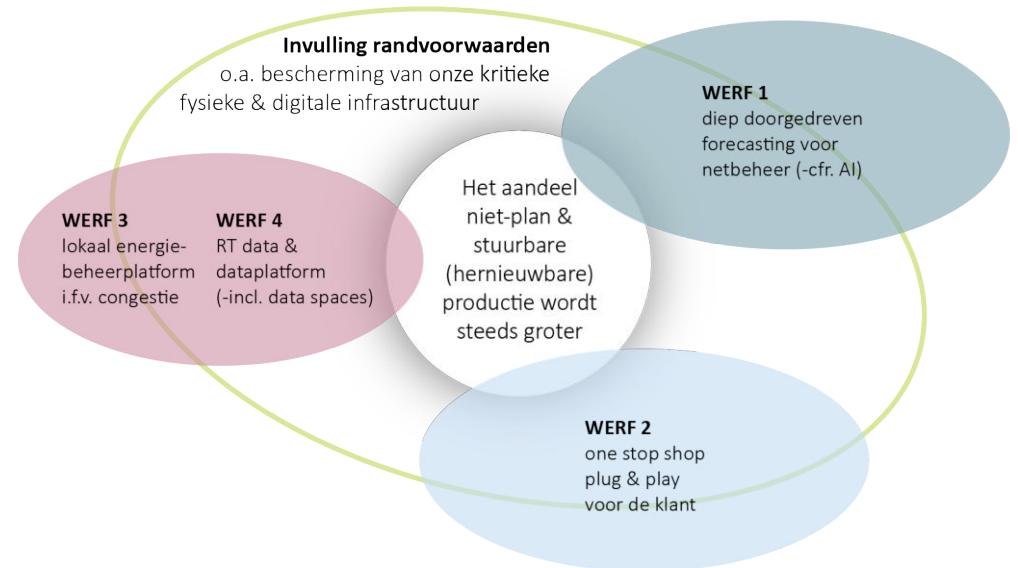 Invulling randvoorwaarden
o.a. bescherming van onze kritieke
fysieke & digitale infrastructuur
WERF 1
diep doorgedreven
forecasting voor
netbeheer (-cfr. AI)
Het aandeel
niet-plan &
stuurbare
(hernieuwbare)
productie wordt
steeds groter
WERF 3
lokaal energie-
beheerplatform
i.f.v. congestie
WERF 4
RT data &
dataplatform
(-incl. data spaces)
WERF 2
one stop shop
plug & play
voor de klant